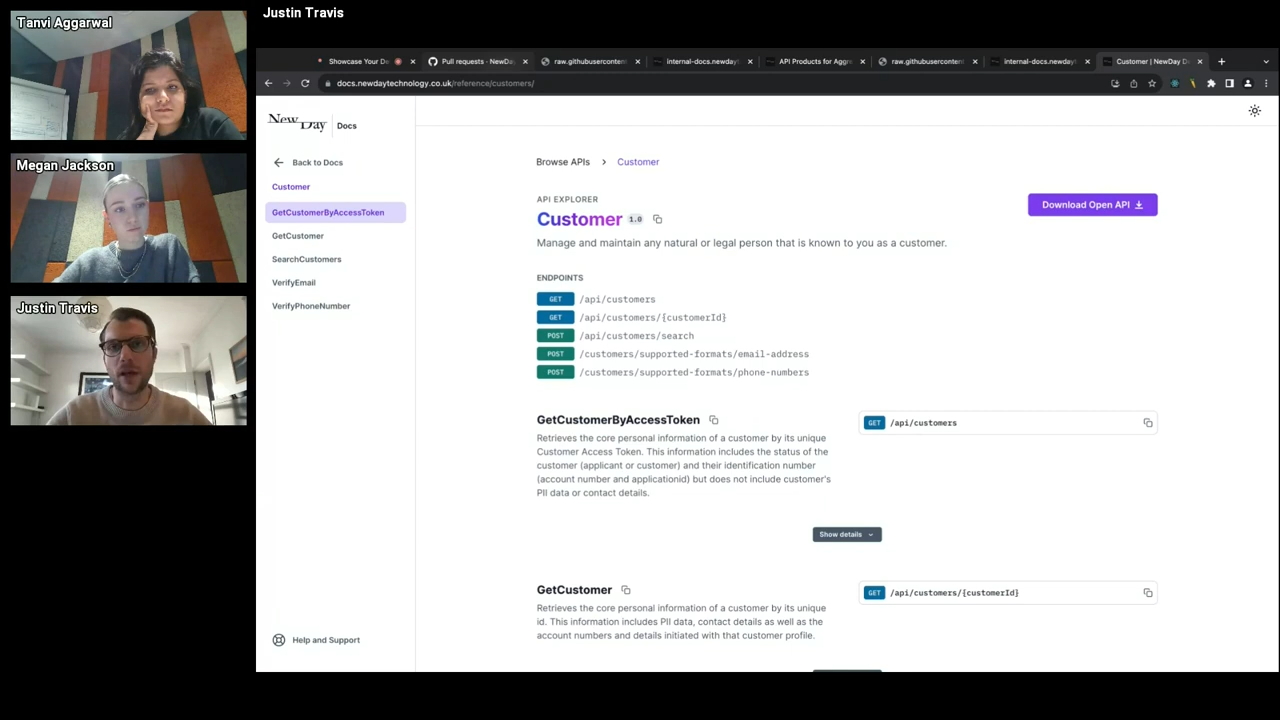 Tanvi Aggarwal
Megan Jackson
Justin Travis
Justin Travis
Showcase Your De
Pull requests - NewDay
raw.githubusercontent
internal-docs.newdayt
API Products for Aggre
raw.githubusercontent
internal-docs.newdayt
Customer | NewDay D
docs.newdaytechnology.co.uk/reference/customers/
NewDay
Docs
Back to Docs
Customer
GetCustomerByAccessToken
GetCustomer
SearchCustomers
VerifyEmail
VerifyPhoneNumber
Help and Support
Browse APIs > Customer
API EXPLORER
Customer 1.0
Download Open API
Manage and maintain any natural or legal person that is known to you as a customer.
ENDPOINTS
GET /api/customers
GET /api/customers/{customerId}
POST /api/customers/search
POST /customers/supported-formats/email-address
POST /customers/supported-formats/phone-numbers
GetCustomerByAccessToken
GET /api/customers
Retrieves the core personal information of a customer by its unique
Customer Access Token. This information includes the status of the
customer (applicant or customer) and their identification number
(account number and applicationid) but does not include customer's
PII data or contact details.
Show details
GetCustomer
GET /api/customers/{customerId}
Retrieves the core personal information of a customer by its unique
id. This information includes PII data, contact details as well as the
account numbers and details initiated with that customer profile.